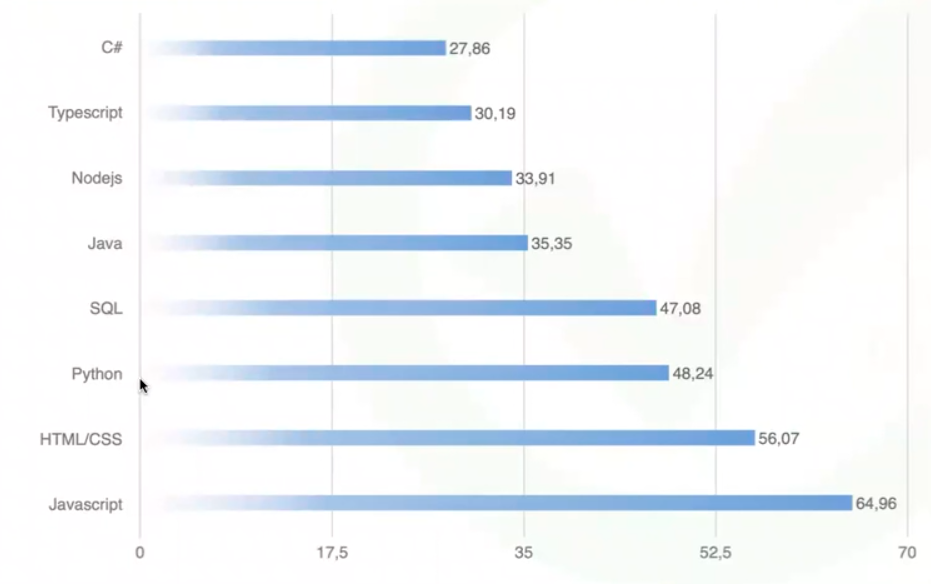 C# 27,86
Typescript 30,19
Nodejs 33,91
Java 35,35
SQL 47,08
Python 48,24
HTML/CSS 56,07
Javascript 64,96
0 17,5 35 52,5 70